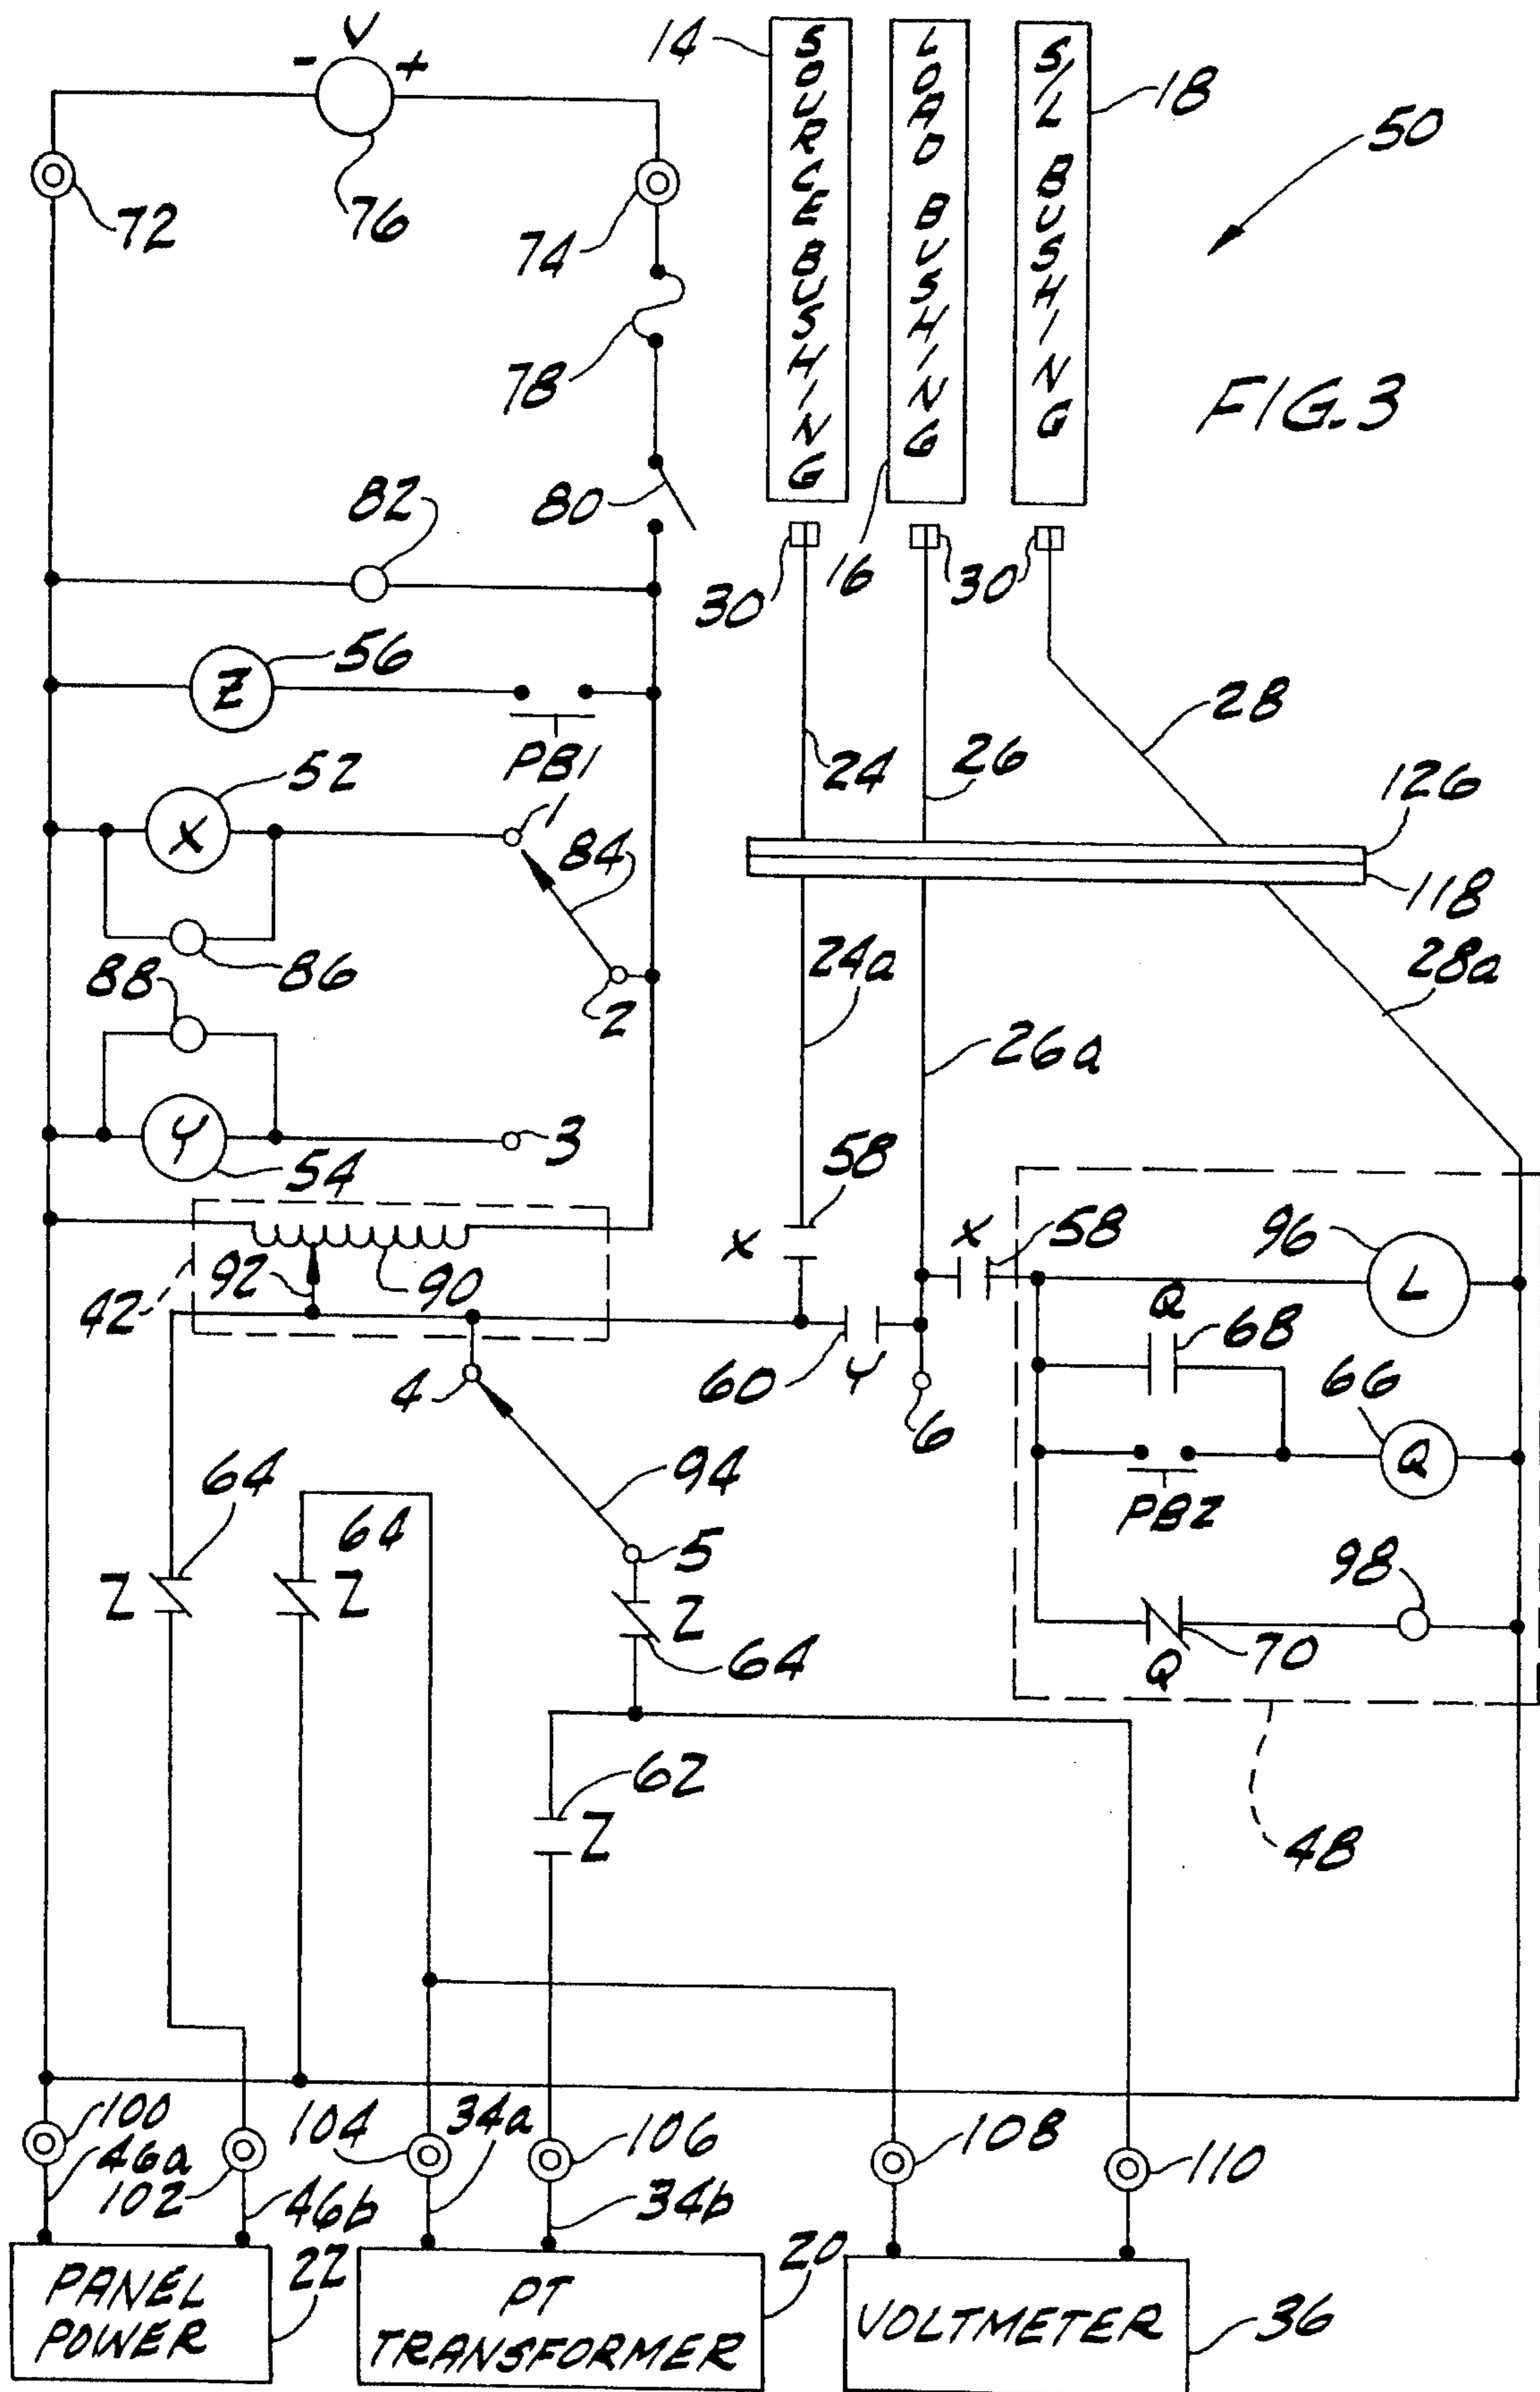 V
- +
14
SOURCE BUSHING
LOAD BUSHING
S/L BUSHING
18
50
72
76
74
78
FIG. 3
82
80
30
16
30
Z
56
PB1
24
26
28
126
118
52
X
1
84
86
2
88
24a
26a
28a
Y
54
3
58
X
X
58
96
L
42
92
90
Q
68
60
Y
6
66
Q
4
94
PB2
64
64
5
Z
Z
Z
64
98
70
Q
62
Z
48
100
46a
102
46b
104
34a
106
34b
108
110
PANEL POWER
22
PT TRANSFORMER
20
VOLTMETER
36